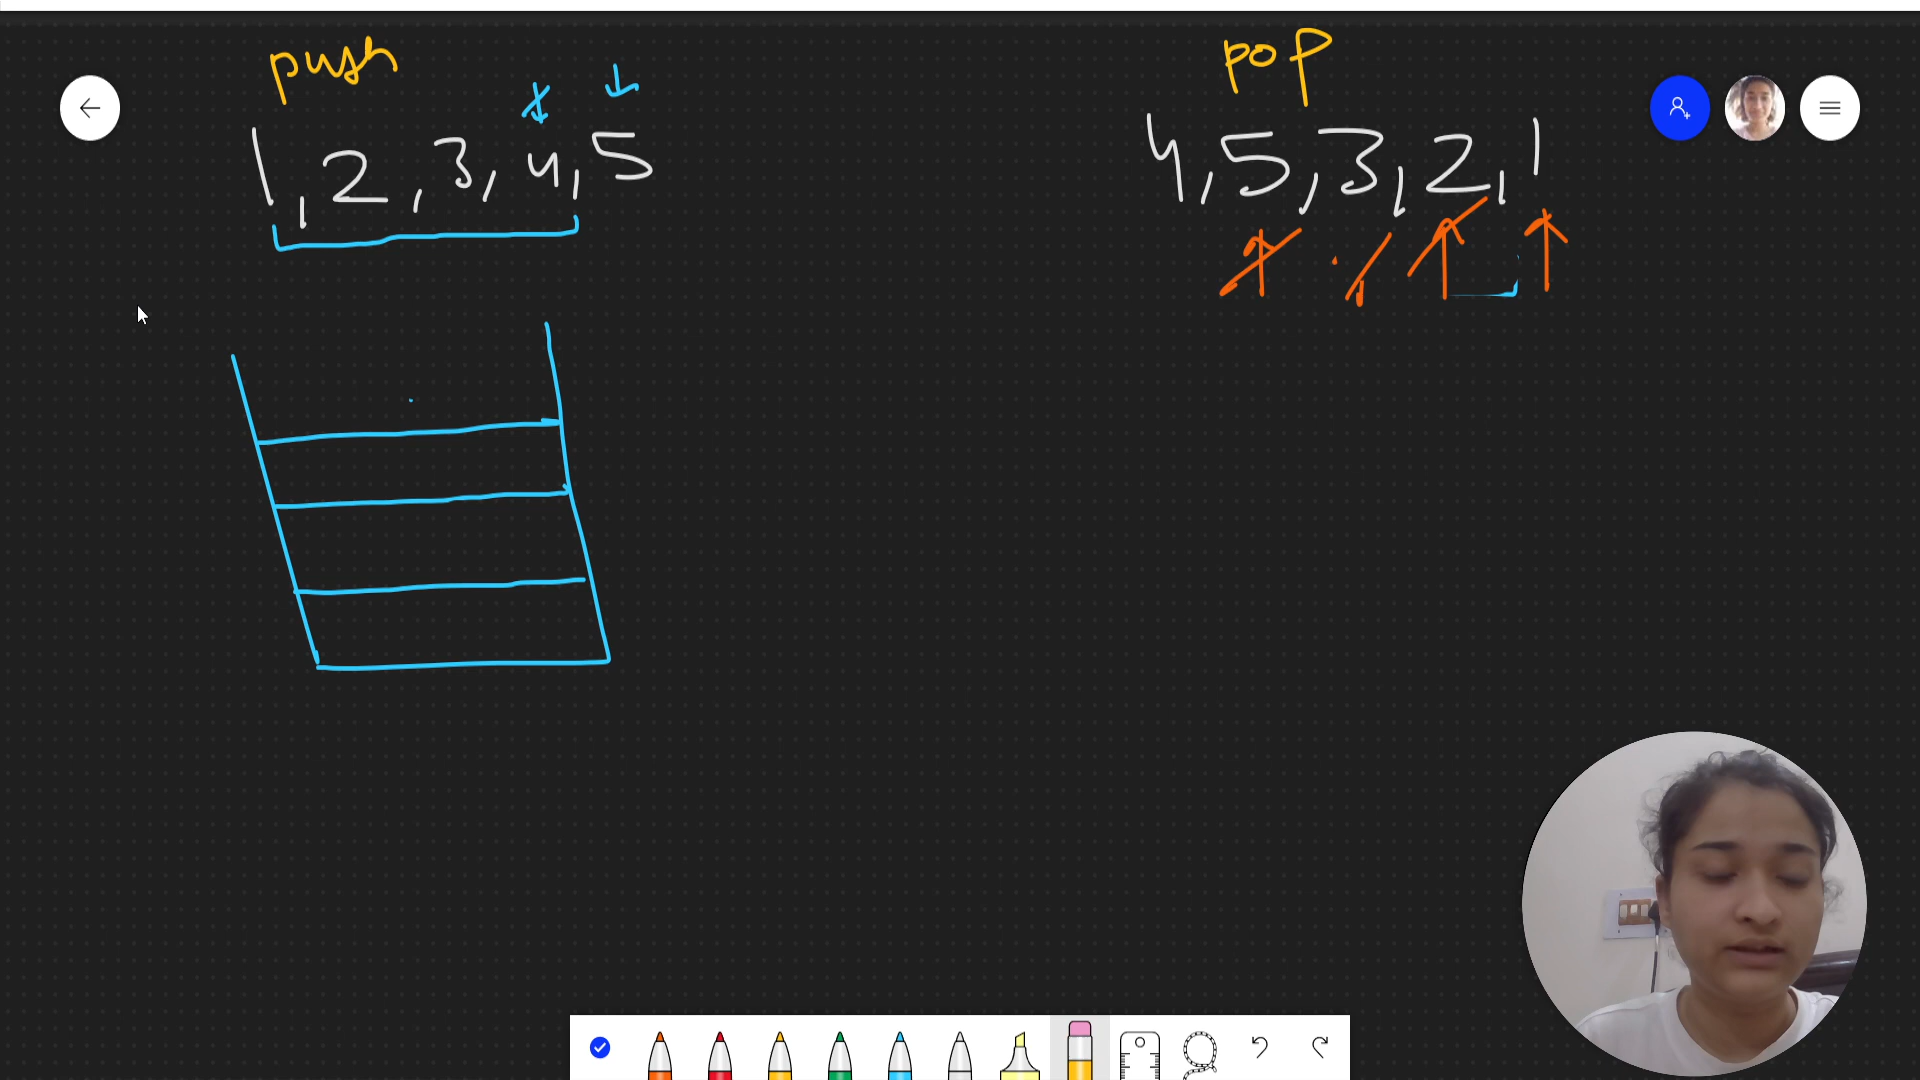 push
1, 2, 3, 4, 5
pop
4, 5, 3, 2, 1